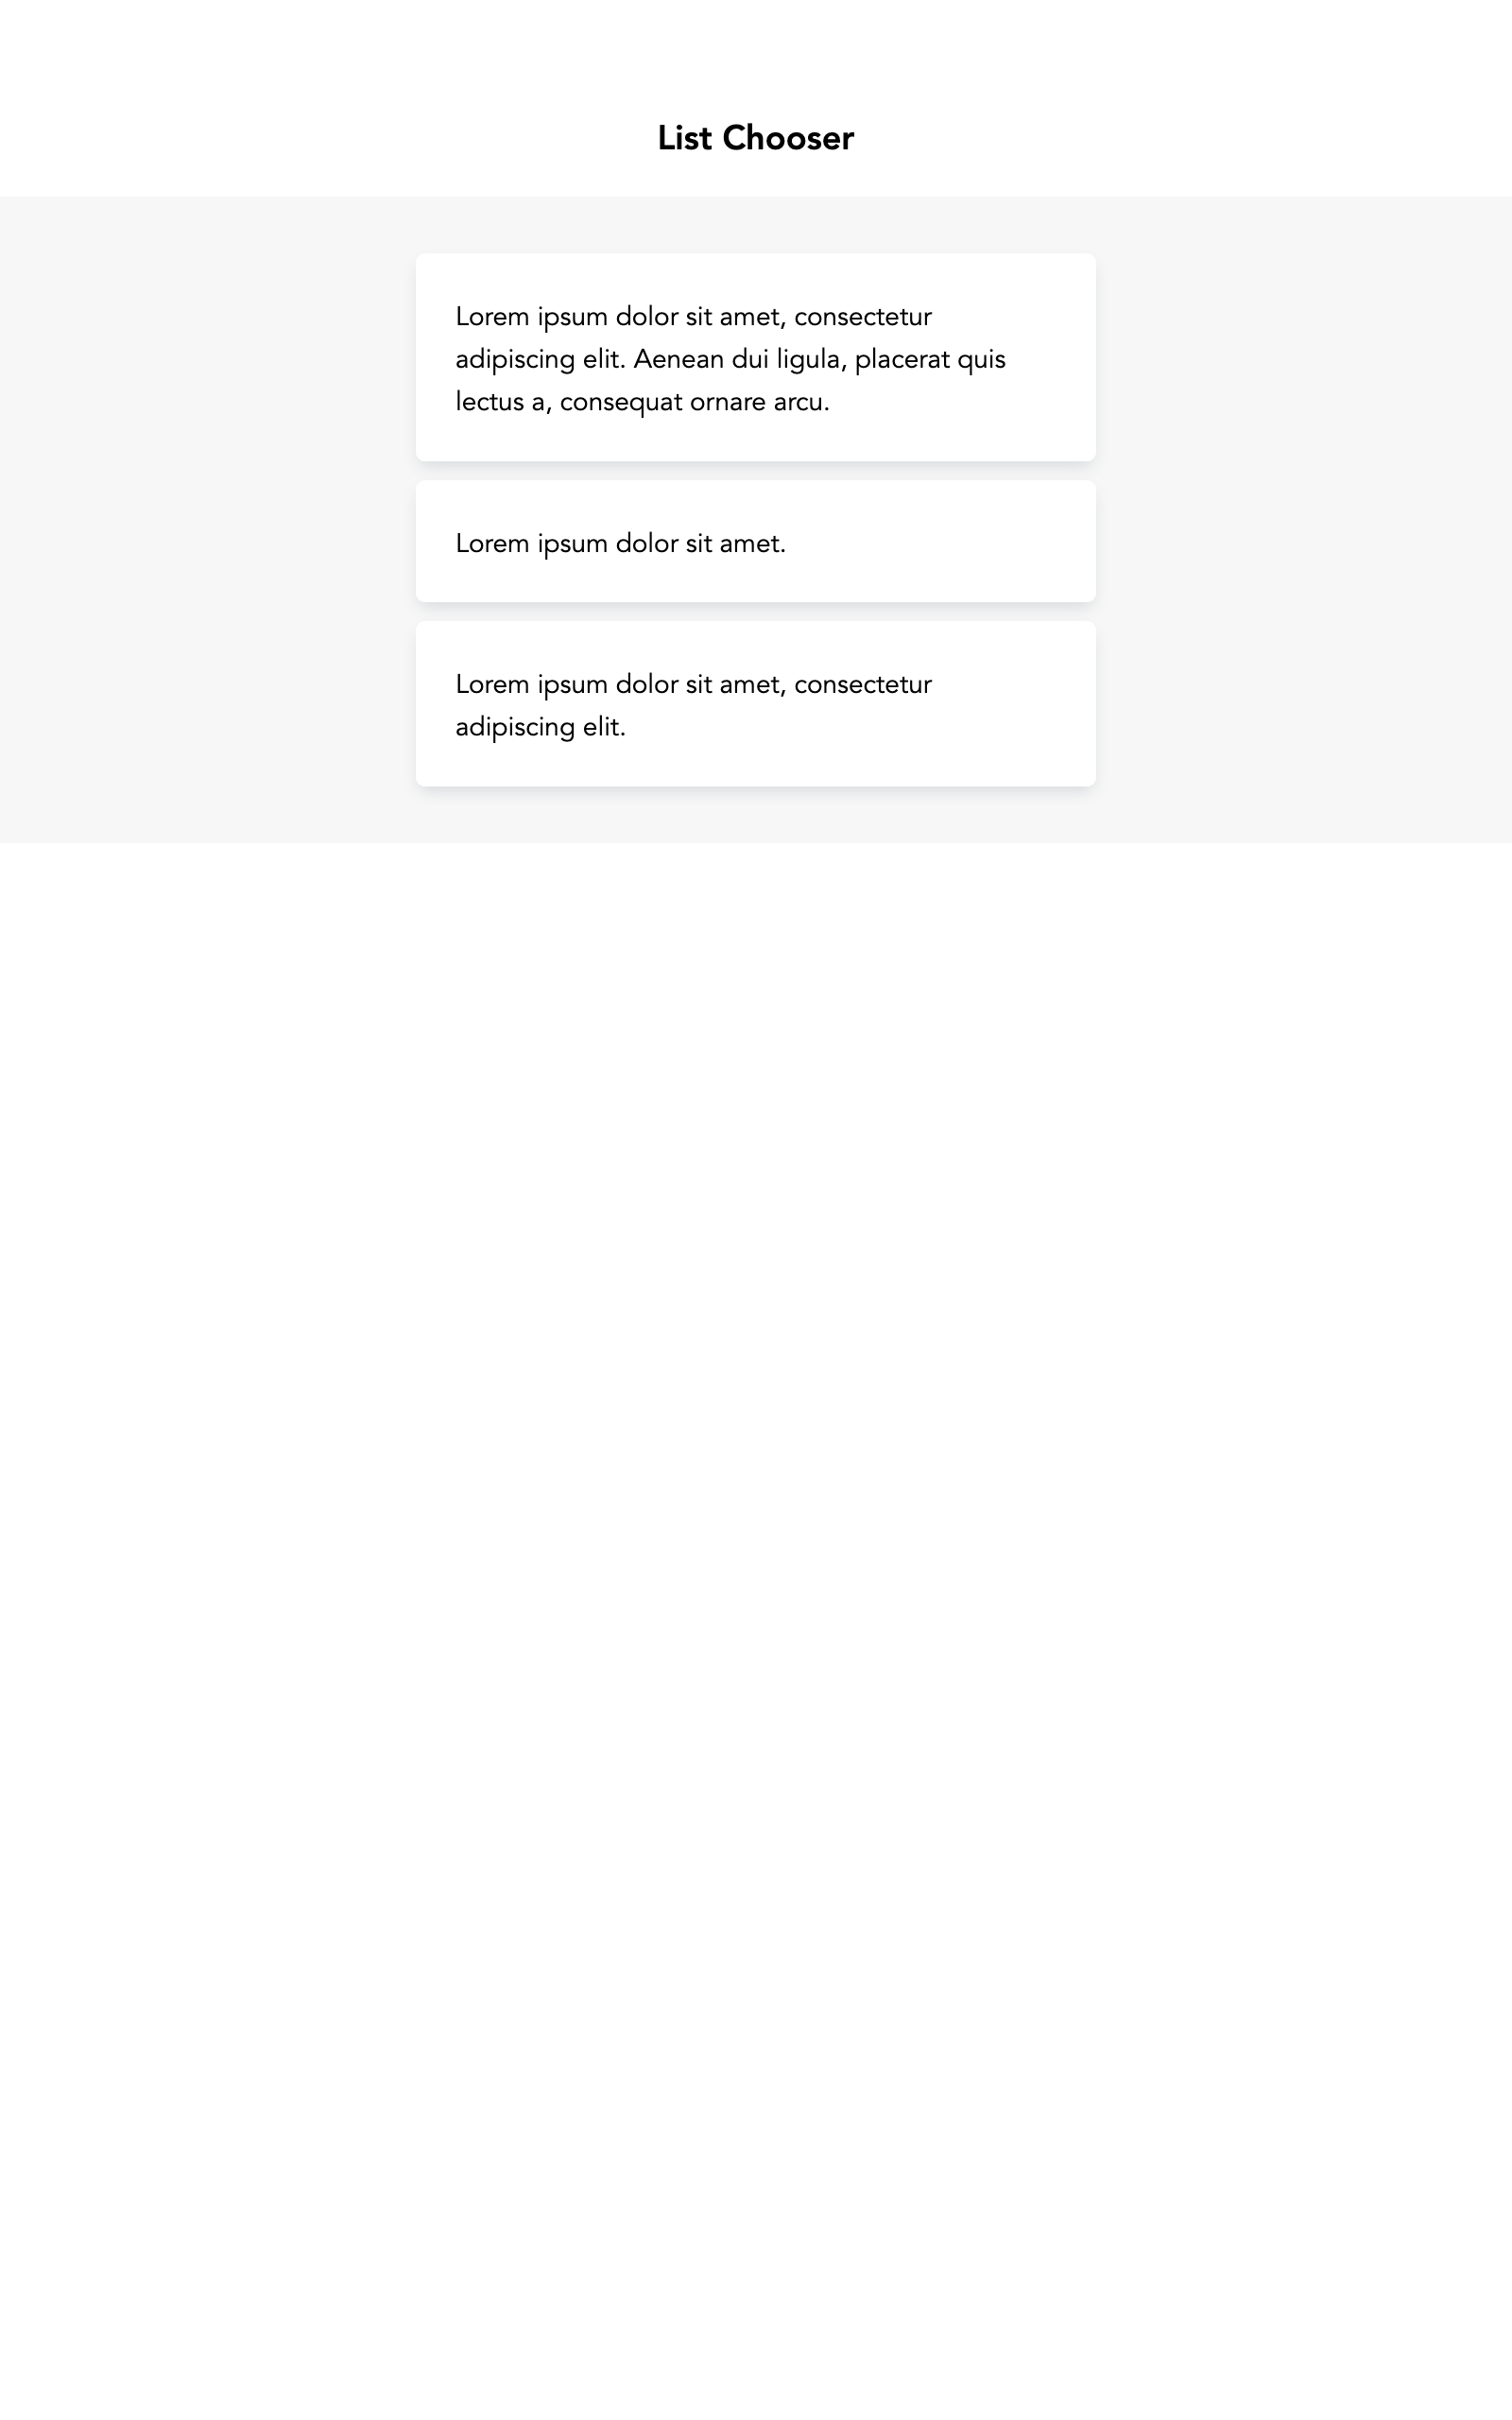 List Chooser
Lorem ipsum dolor sit amet, consectetur
adipiscing elit. Aenean dui ligula, placerat quis
lectus a, consequat ornare arcu.
Lorem ipsum dolor sit amet.
Lorem ipsum dolor sit amet, consectetur
adipiscing elit.